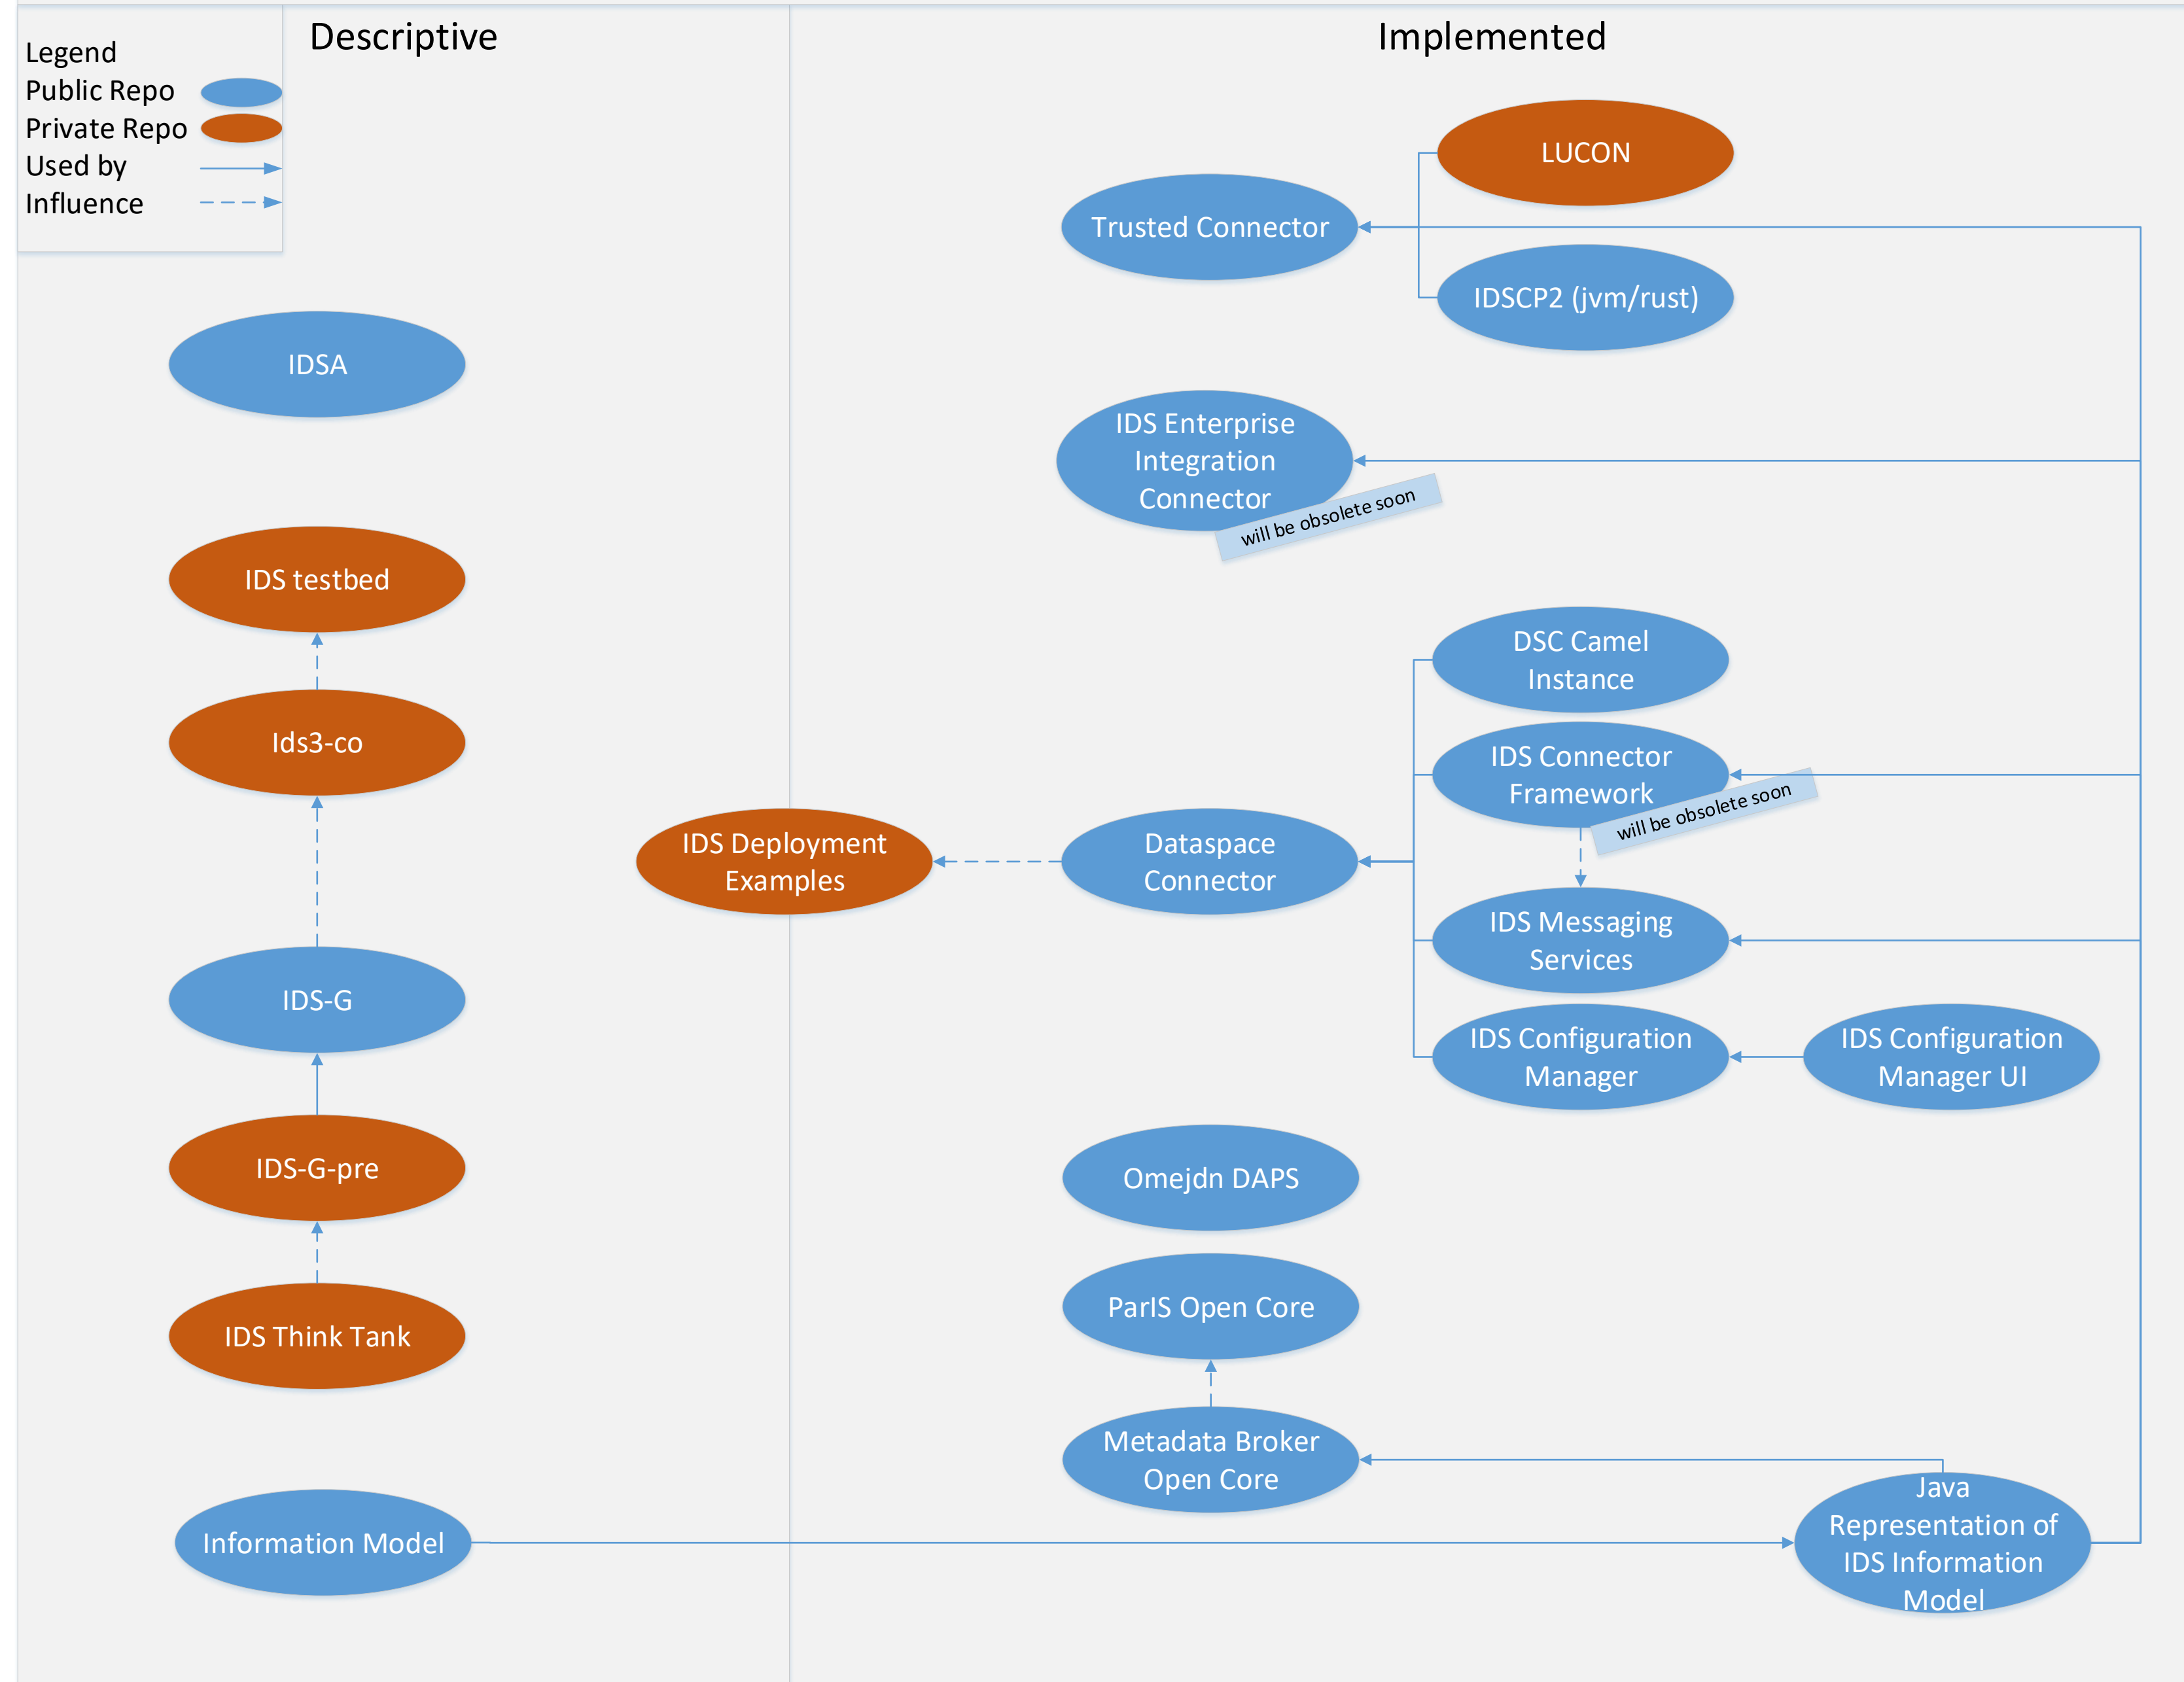 Legend
Public Repo
Private Repo
Used by
Influence
Descriptive
IDSA
IDS testbed
Ids3-co
IDS-G
IDS-G-pre
IDS Think Tank
Information Model
IDS Deployment
Examples
Implemented
LUCON
Trusted Connector
IDSCP2 (jvm/rust)
IDS Enterprise
Integration
Connector
will be obsolete soon
DSC Camel
Instance
IDS Connector
Framework
will be obsolete soon
Dataspace
Connector
IDS Messaging
Services
IDS Configuration
Manager
IDS Configuration
Manager UI
Omejdn DAPS
ParIS Open Core
Metadata Broker
Open Core
Java
Representation of
IDS Information
Model